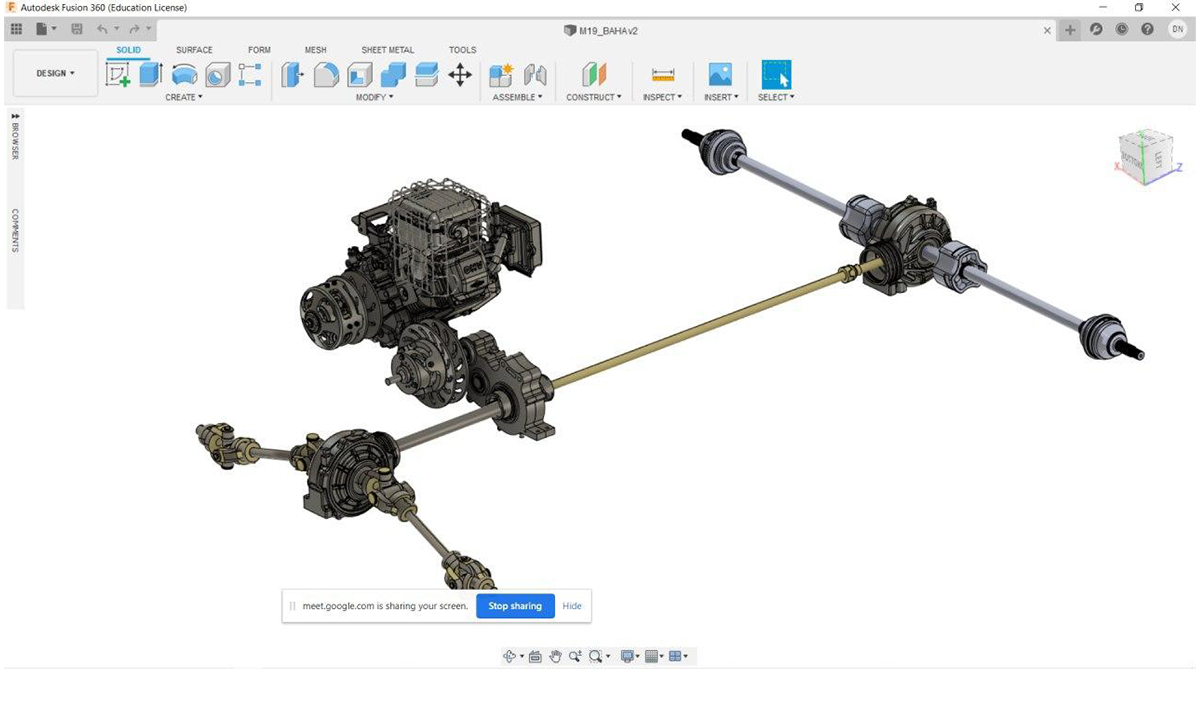 Autodesk Fusion 360 (Education License)
M19_BAHA v2
DN
DESIGN
SOLID SURFACE FORM MESH SHEET METAL TOOLS
CREATE MODIFY ASSEMBLE CONSTRUCT INSPECT INSERT SELECT
BROWSER
COMMENTS
BOTTOM LEFT
X Z
meet.google.com is sharing your screen. Stop sharing Hide